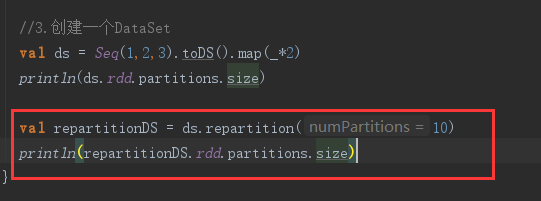 //3.创建一个DataSet
val ds = Seq(1,2,3).toDS().map(_*2)
println(ds.rdd.partitions.size)
val repartitionDS = ds.repartition( numPartitions = 10)
println(repartitionDS.rdd.partitions.size)
}